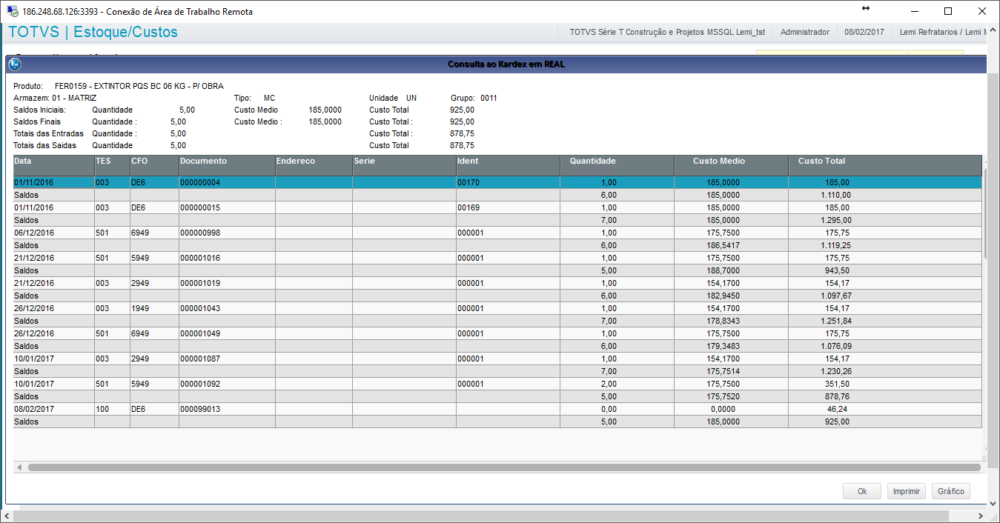 186.248.68.126:3393 - Conexão de Área de Trabalho Remota
TOTVS | Estoque/Custos TOTVS Série T Construção e Projetos MSSQL Lemi_tst Administrador 08/02/2017 Lemi Refratarios / Lemi M
Consulta ao Kardex em REAL
Produto: FER0159 - EXTINTOR PQS BC 06 KG - P/ OBRA
Armazem: 01 - MATRIZ Tipo: MC Unidade UN Grupo: 0011
Saldos Iniciais: Quantidade 5,00 Custo Medio 185,0000 Custo Total 925,00
Saldos Finais Quantidade : 5,00 Custo Medio : 185,0000 Custo Total : 925,00
Totais das Entradas Quantidade : 5,00 Custo Total : 878,75
Totais das Saidas Quantidade 5,00 Custo Total 878,75
Data TES CFO Documento Endereco Serie Ident Quantidade Custo Medio Custo Total
01/11/2016 003 DE6 000000004 00170 1,00 185,0000 185,00
Saldos 6,00 185,0000 1.110,00
01/11/2016 003 DE6 000000015 00169 1,00 185,0000 185,00
Saldos 7,00 185,0000 1.295,00
06/12/2016 501 6949 000000998 000001 1,00 175,7500 175,75
Saldos 6,00 186,5417 1.119,25
21/12/2016 501 5949 000001016 000001 1,00 175,7500 175,75
Saldos 5,00 188,7000 943,50
21/12/2016 003 2949 000001019 000001 1,00 154,1700 154,17
Saldos 6,00 182,9450 1.097,67
26/12/2016 003 1949 000001043 000001 1,00 154,1700 154,17
Saldos 7,00 178,8343 1.251,84
26/12/2016 501 6949 000001049 000001 1,00 175,7500 175,75
Saldos 6,00 179,3483 1.076,09
10/01/2017 003 2949 000001087 000001 1,00 154,1700 154,17
Saldos 7,00 175,7514 1.230,26
10/01/2017 501 5949 000001092 000001 2,00 175,7500 351,50
Saldos 5,00 175,7520 878,76
08/02/2017 100 DE6 000099013 0,00 0,0000 46,24
Saldos 5,00 185,0000 925,00
Ok Imprimir Gráfico